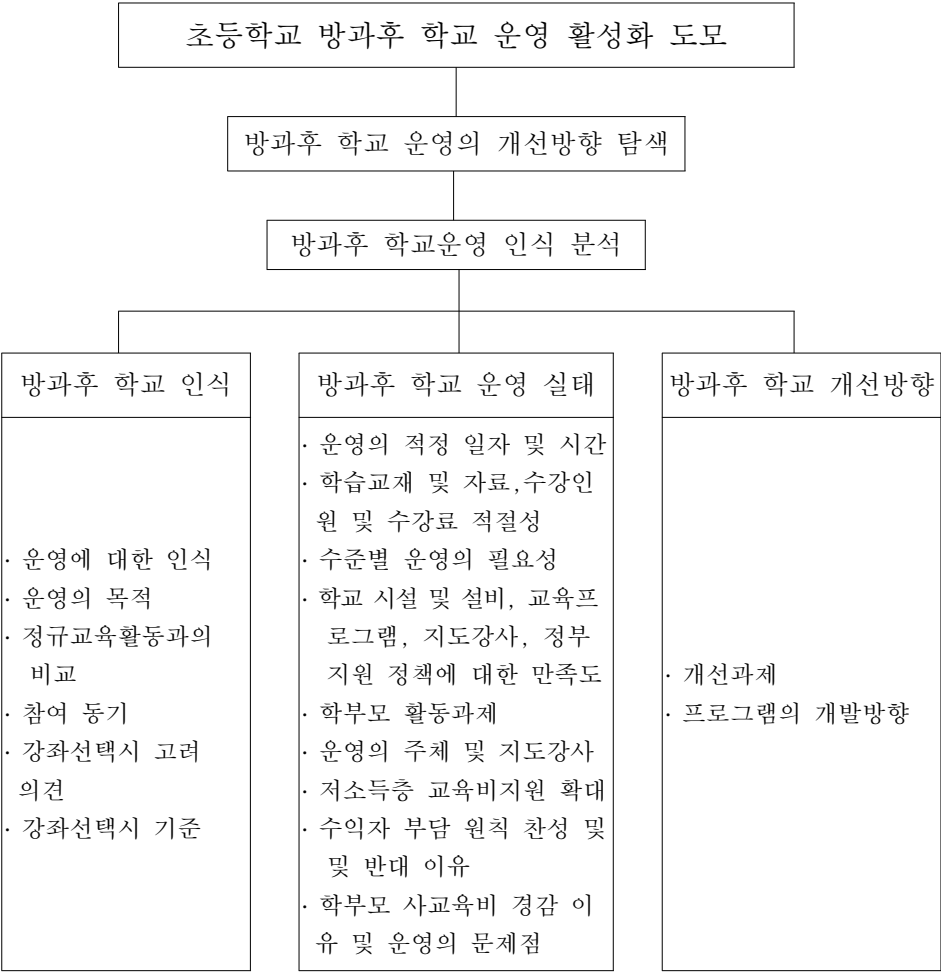 초등학교 방과후 학교 운영 활성화 도모
방과후 학교 운영의 개선방향 탐색
방과후 학교운영 인식 분석
방과후 학교 인식
· 운영에 대한 인식
· 운영의 목적
· 정규교육활동과의
비교
· 참여 동기
· 강좌선택시 고려
의견
· 강좌선택시 기준
방과후 학교 운영 실태
· 운영의 적정 일자 및 시간
· 학습교재 및 자료,수강인
원 및 수강료 적절성
· 수준별 운영의 필요성
· 학교 시설 및 설비, 교육프
로그램, 지도강사, 정부
지원 정책에 대한 만족도
· 학부모 활동과제
· 운영의 주체 및 지도강사
· 저소득층 교육비지원 확대
· 수익자 부담 원칙 찬성 및
및 반대 이유
· 학부모 사교육비 경감 이
유 및 운영의 문제점
방과후 학교 개선방향
· 개선과제
· 프로그램의 개발방향